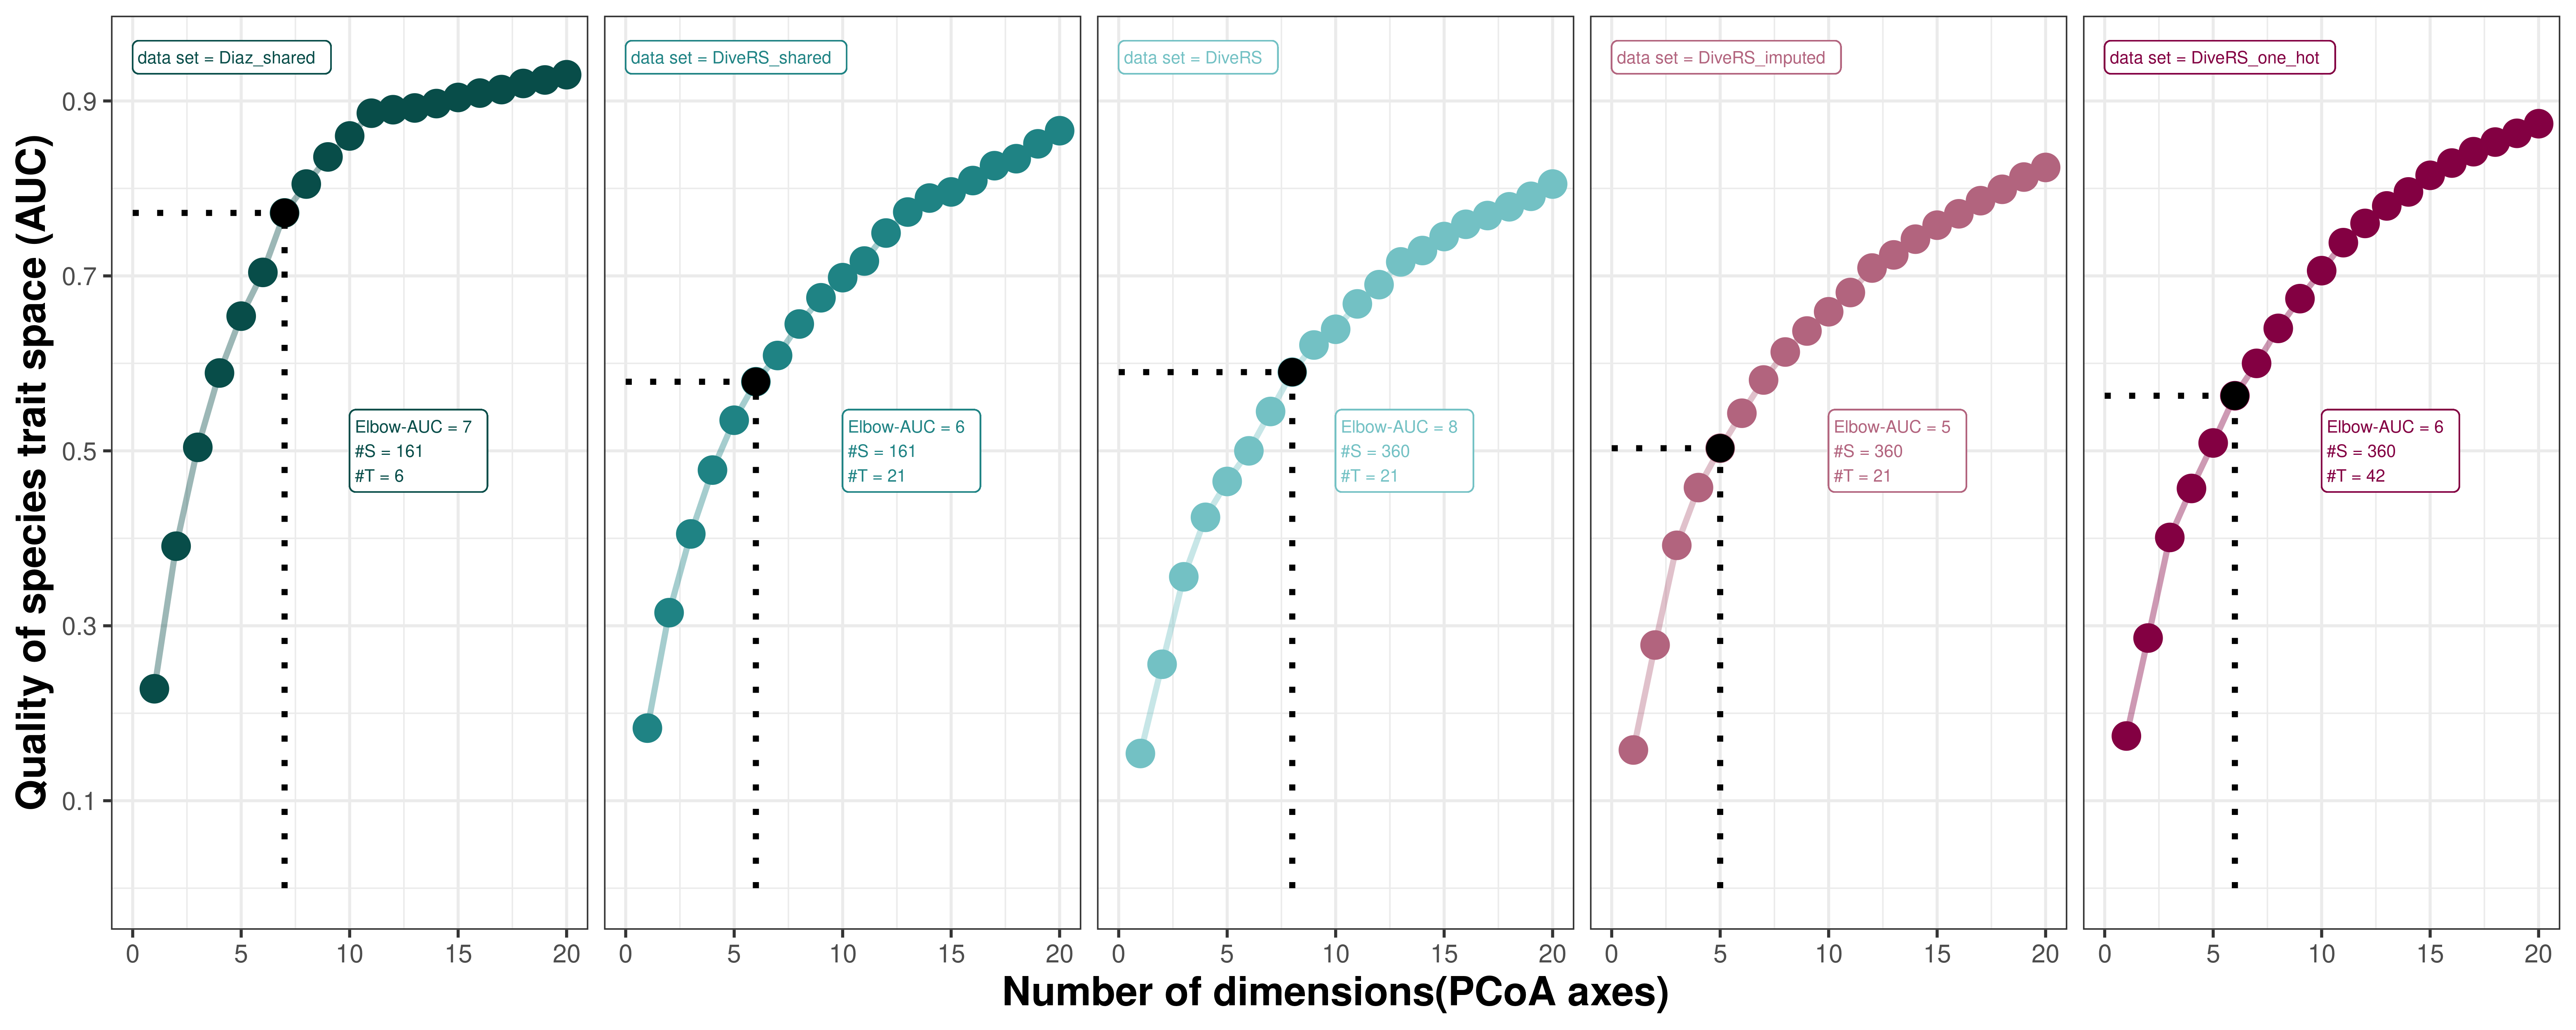 Quality of species trait space (AUC)
0.9
0.7
0.5
0.3
0.1
data set = Diaz_shared
Elbow-AUC = 7
#S = 161
#T = 6
0 5 10 15 20
data set = DiveRS_shared
Elbow-AUC = 6
#S = 161
#T = 21
0 5 10 15 20
data set = DiveRS
Elbow-AUC = 8
#S = 360
#T = 21
0 5 10 15 20
data set = DiveRS_imputed
Elbow-AUC = 5
#S = 360
#T = 21
0 5 10 15 20
data set = DiveRS_one_hot
Elbow-AUC = 6
#S = 360
#T = 42
0 5 10 15 20
Number of dimensions(PCoA axes)